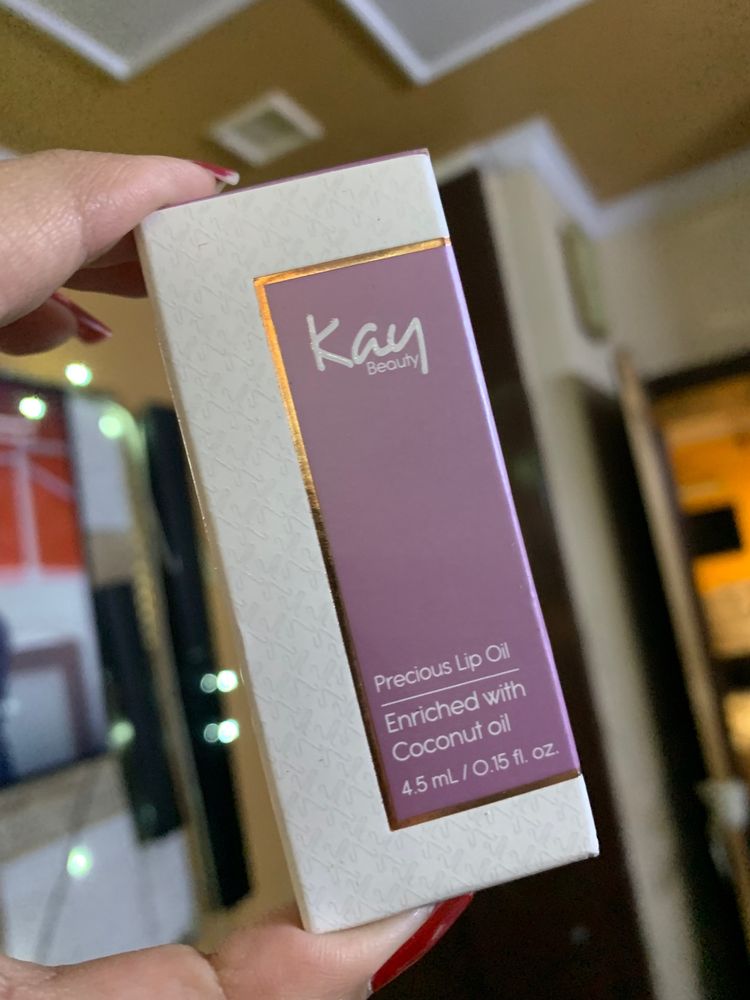 Kay
Beauty
Precious Lip Oil
Enriched with
Coconut oil
4.5 mL / 0.15 fl. oz.